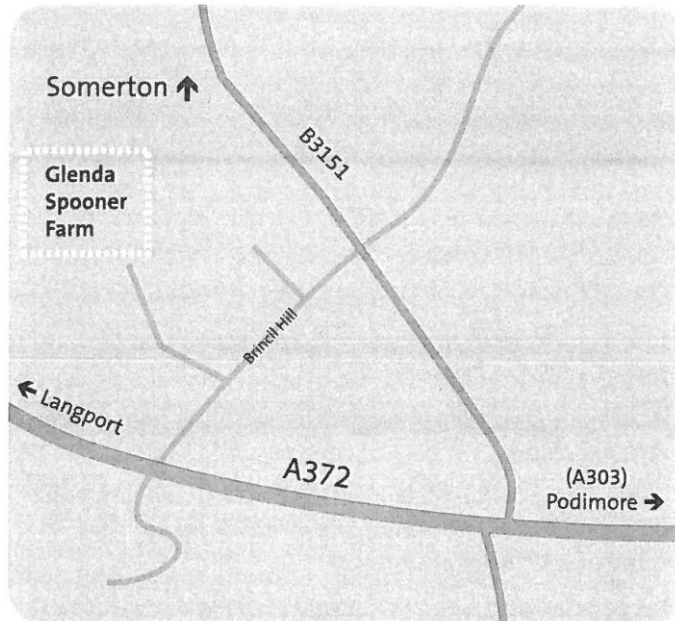 Somerton ↑
B3151
Glenda
Spooner
Farm
Brincil Hill
← Langport
A372
(A303)
Podimore →